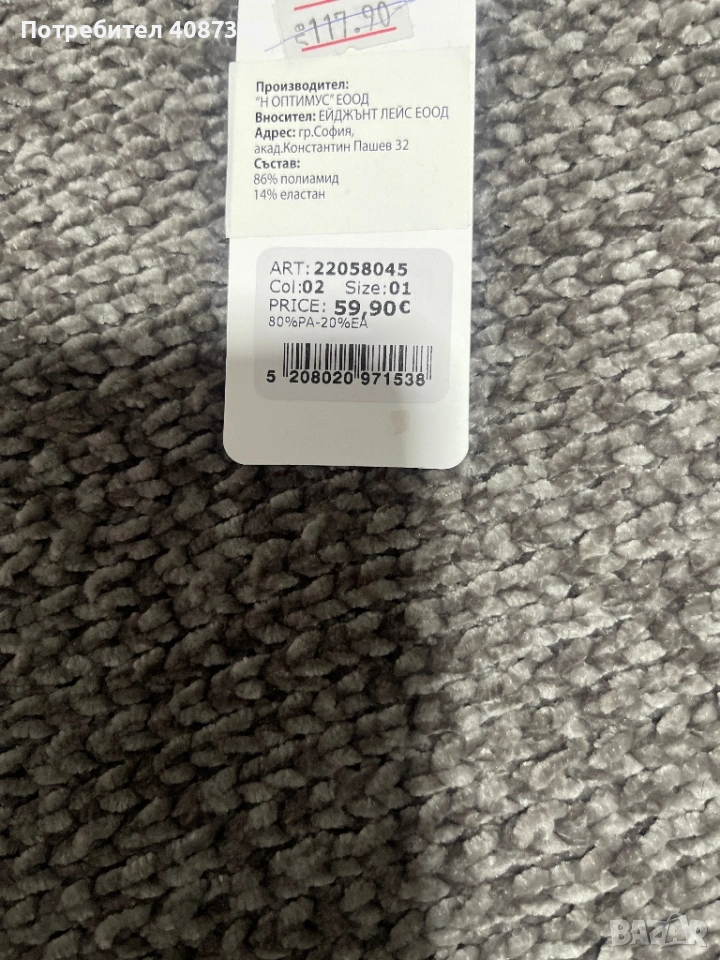 Потребител 40873
лв 117.90
Производител:
"Н ОПТИМУС" ЕООД
Вносител: ЕЙДЖЪНТ ЛЕЙС ЕООД
Адрес: гр.София,
акад.Константин Пашев 32
Състав:
86% полиамид
14% еластан
ART: 22058045
Col:02 Size:01
PRICE: 59,90€
80%PA-20%EA
5 208020 971538
BAZAR